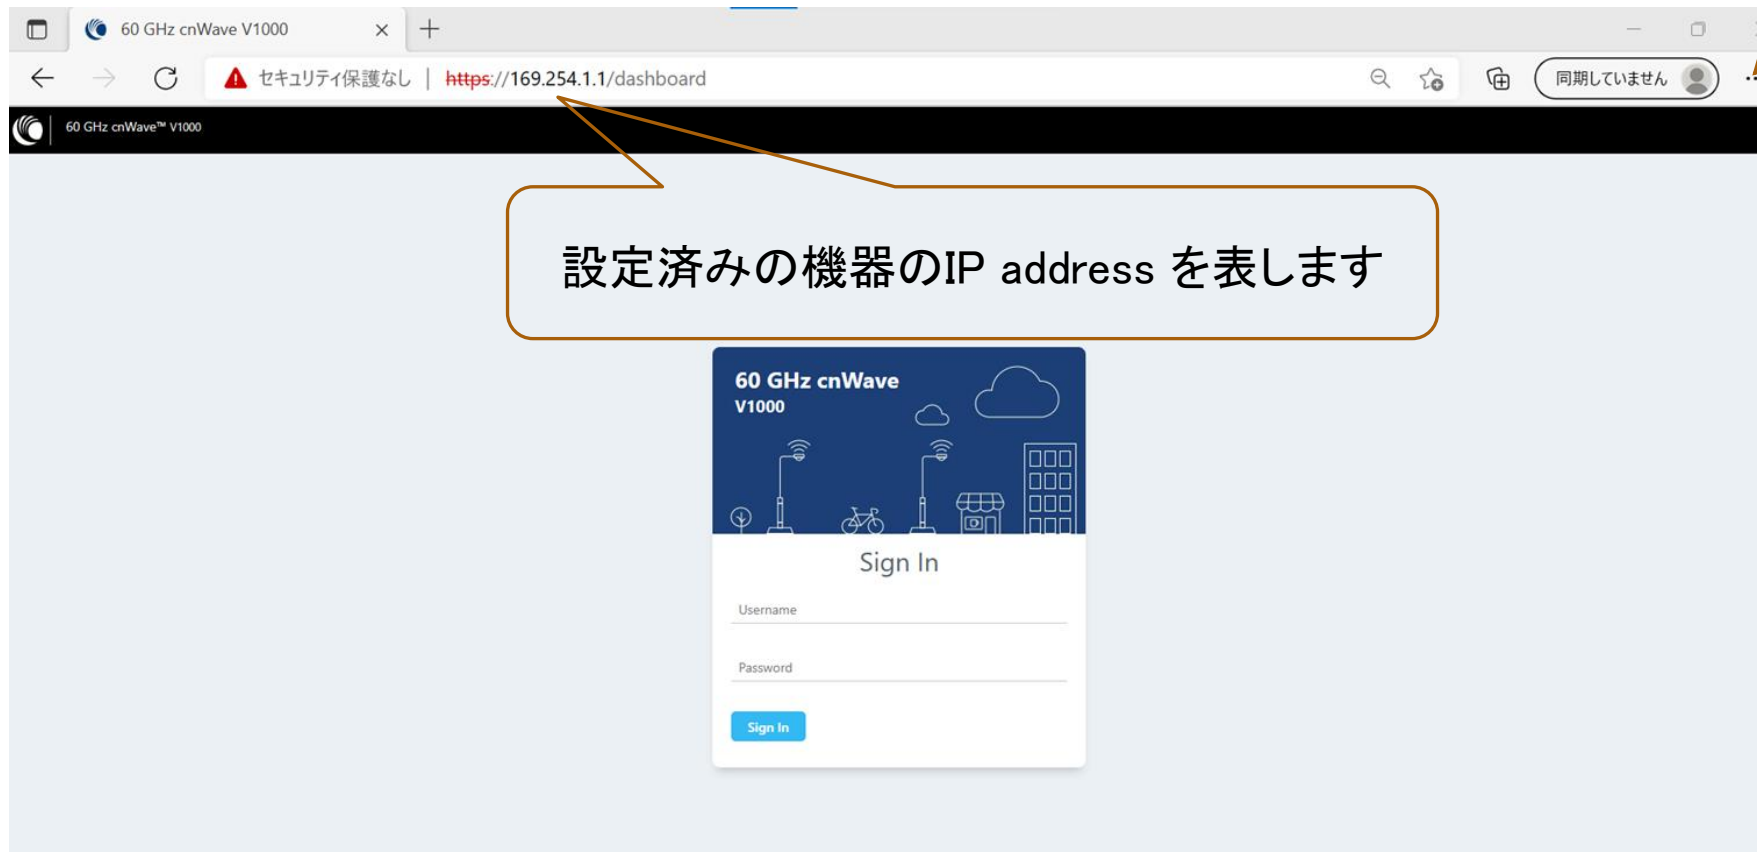 60 GHz cnWave V1000
セキュリティ保護なし | https://169.254.1.1/dashboard
同期していません
60 GHz cnWave™ V1000
設定済みの機器のIP address を表します
60 GHz cnWave
V1000
Sign In
Username
Password
Sign In